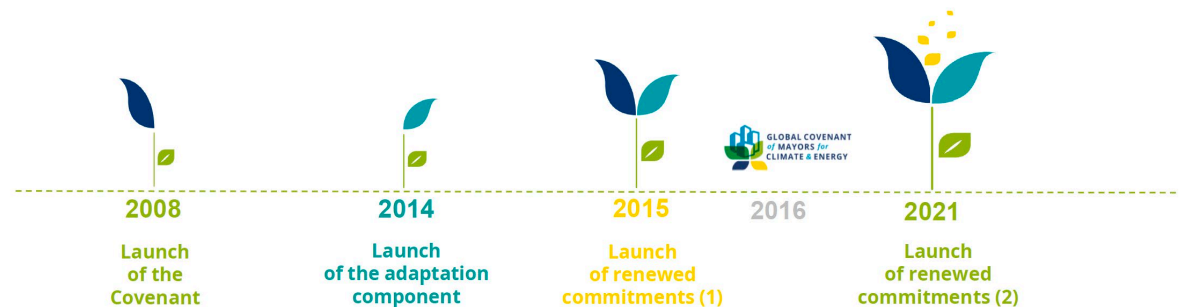 GLOBAL COVENANT
of MAYORS for
CLIMATE & ENERGY
2008
2014
2015
2016
2021
Launch
of the
Covenant
Launch
of the adaptation
component
Launch
of renewed
commitments (1)
Launch
of renewed
commitments (2)